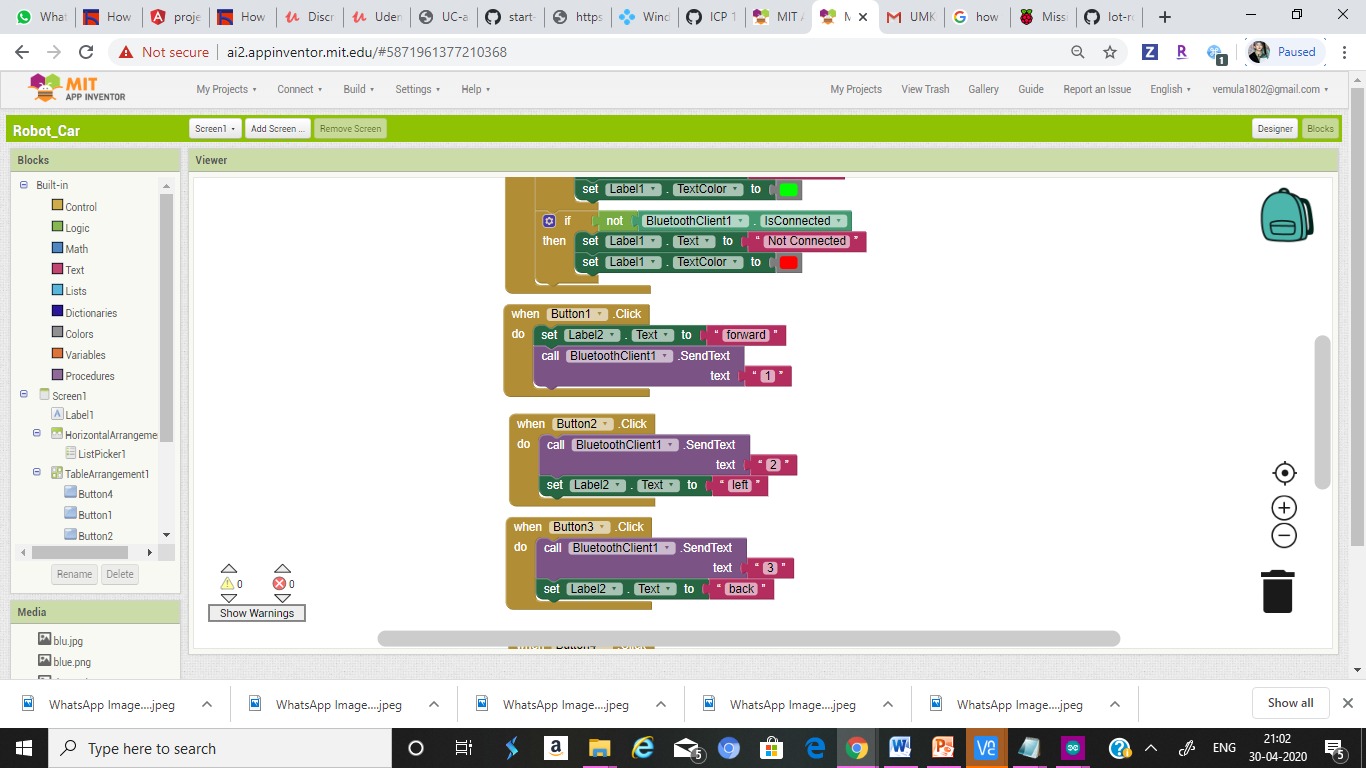 What
How
proje
How
Discr
Uden
UC-a
start-
https
Wind
ICP 1
MIT A
M
UMK
how
Missi
Iot-r
Not secure | ai2.appinventor.mit.edu/#5871961377210368
Z R 1 Paused
MIT
APP INVENTOR
My Projects Connect Build Settings Help My Projects View Trash Gallery Guide Report an Issue English vemula1802@gmail.com
Robot_Car Screen1 Add Screen ... Remove Screen Designer Blocks
Blocks
Viewer
Built-in
Control
Logic
Math
Text
Lists
Dictionaries
Colors
Variables
Procedures
Screen1
Label1
HorizontalArrangeme
ListPicker1
TableArrangement1
Button4
Button1
Button2
Rename Delete
Media
blu.jpg
blue.png
set Label1 . TextColor to
if not BluetoothClient1 . IsConnected
then set Label1 . Text to " Not Connected "
set Label1 . TextColor to
when Button1 .Click
do set Label2 . Text to " forward "
call BluetoothClient1 .SendText
text " 1 "
when Button2 .Click
do call BluetoothClient1 .SendText
text " 2 "
set Label2 . Text to " left "
when Button3 .Click
do call BluetoothClient1 .SendText
text " 3 "
set Label2 . Text to " back "
when Button4 .Click
0 0
Show Warnings
WhatsApp Image....jpeg
WhatsApp Image....jpeg
WhatsApp Image....jpeg
WhatsApp Image....jpeg
WhatsApp Image....jpeg
Show all
Type here to search
5
ENG
21:02
30-04-2020
5